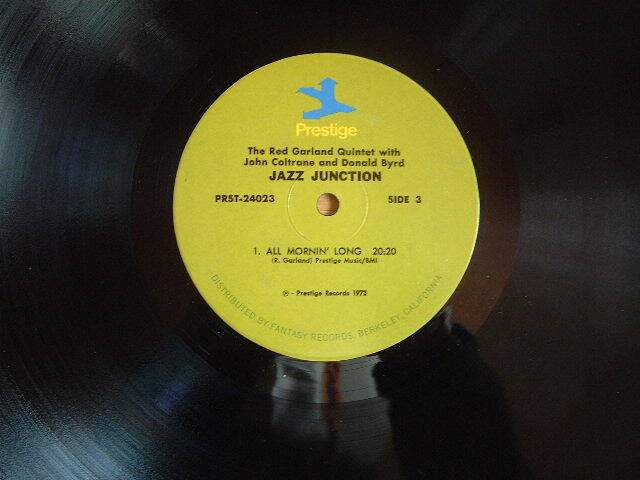 Prestige
The Red Garland Quintet with
John Coltrane and Donald Byrd
JAZZ JUNCTION
PRST-24023 SIDE 3
1. ALL MORNIN' LONG 20:20
(R. Garland) Prestige Music/BMI
℗ - Prestige Records 1973
DISTRIBUTED BY FANTASY RECORDS, BERKELEY, CALIFORNIA